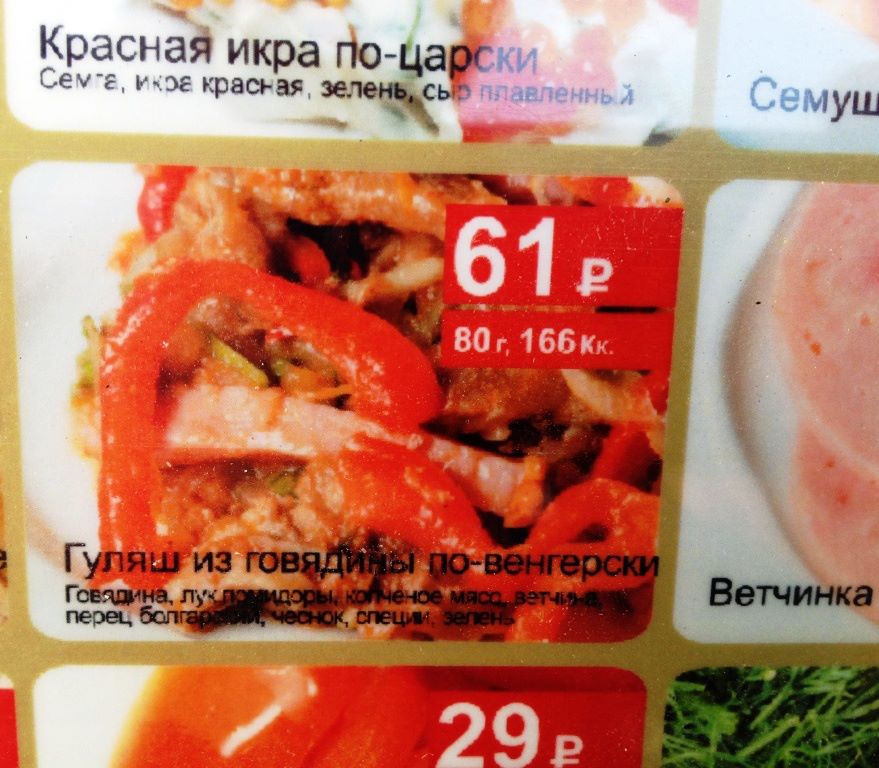 Красная икра по-царски
Семга, икра красная, зелень, сыр плавленный
Семуш
61 ₽
80 г, 166 Кк.
Гуляш из говядины по-венгерски
Говядина, лук, помидоры, копченое мясо, ветчина,
перец болгарский, чеснок, специи, зелень
Ветчинка
29 ₽